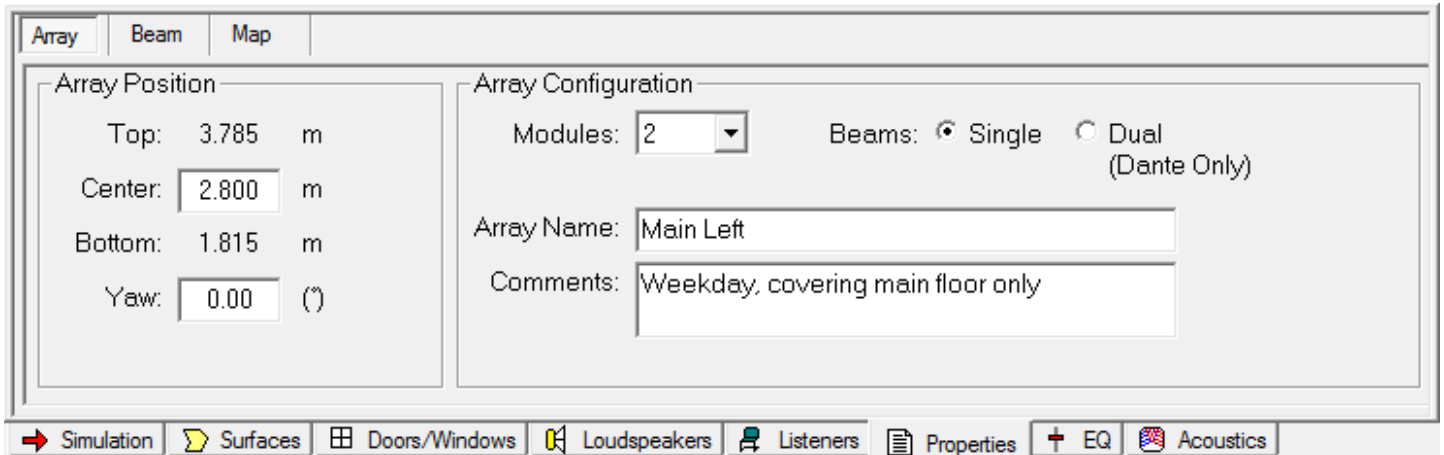 Array Beam Map
Array Position
Top: 3.785 m
Center: 2.800 m
Bottom: 1.815 m
Yaw: 0.00 (°)
Array Configuration
Modules: 2 Beams: Single Dual
(Dante Only)
Array Name: Main Left
Comments: Weekday, covering main floor only
Simulation Surfaces Doors/Windows Loudspeakers Listeners Properties EQ Acoustics